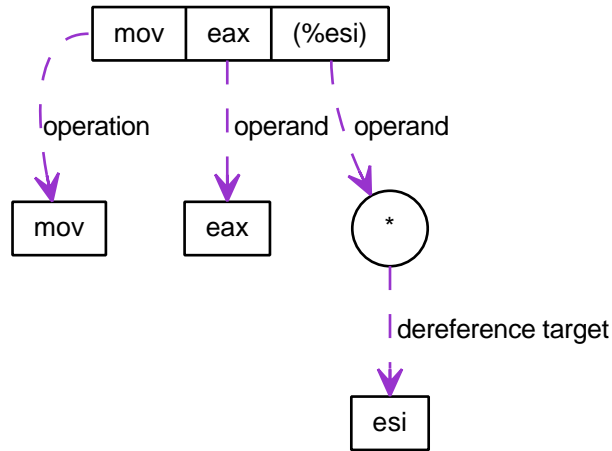 mov eax (%esi)
operation operand operand
mov eax *
dereference target
esi